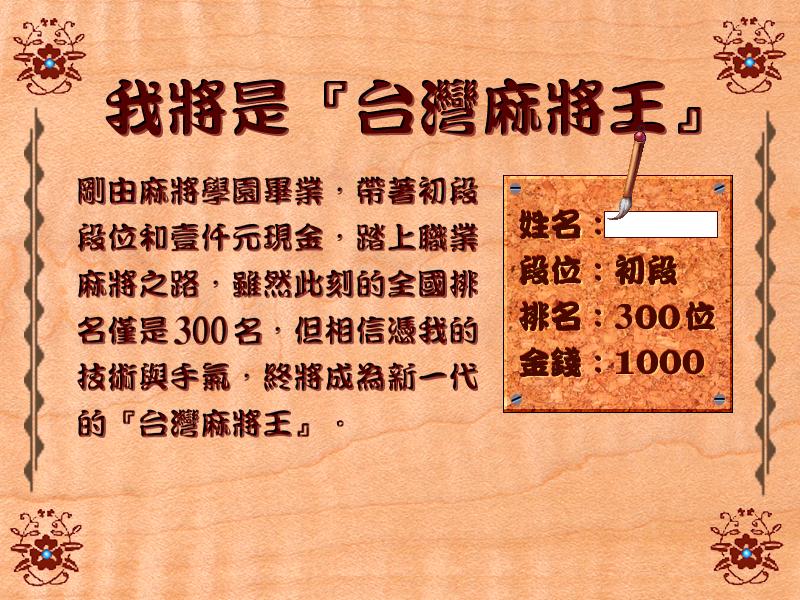 我將是『台灣麻將王』
剛由麻將學園畢業，帶著初段
段位和壹仟元現金，踏上職業
麻將之路，雖然此刻的全國排
名僅是300名，但相信憑我的
技術與手氣，終將成為新一代
的『台灣麻將王』。
姓名：
段位：初段
排名：300位
金錢：1000